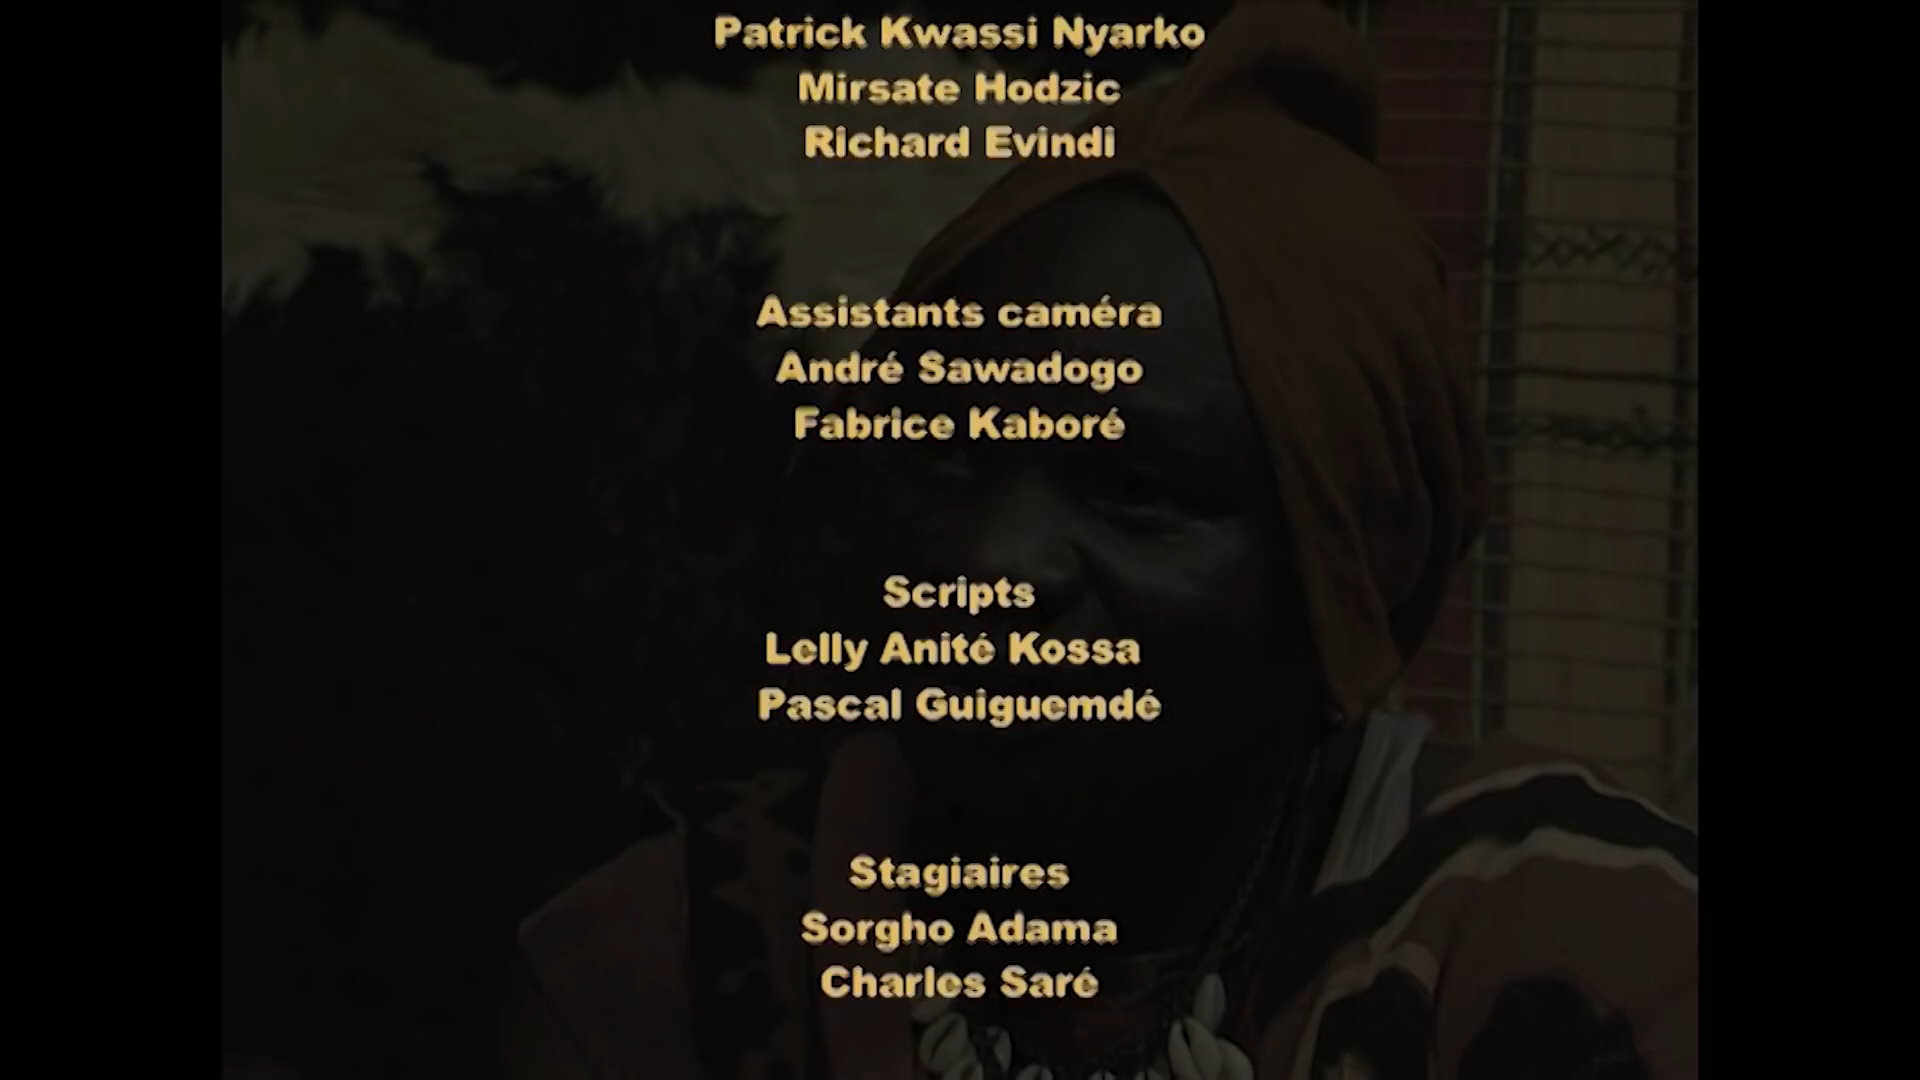 Patrick Kwassi Nyarko
Mirsate Hodzic
Richard Evindi
Assistants caméra
André Sawadogo
Fabrice Kaboré
Scripts
Lelly Anité Kossa
Pascal Guiguemdé
Stagiaires
Sorgho Adama
Charles Saré